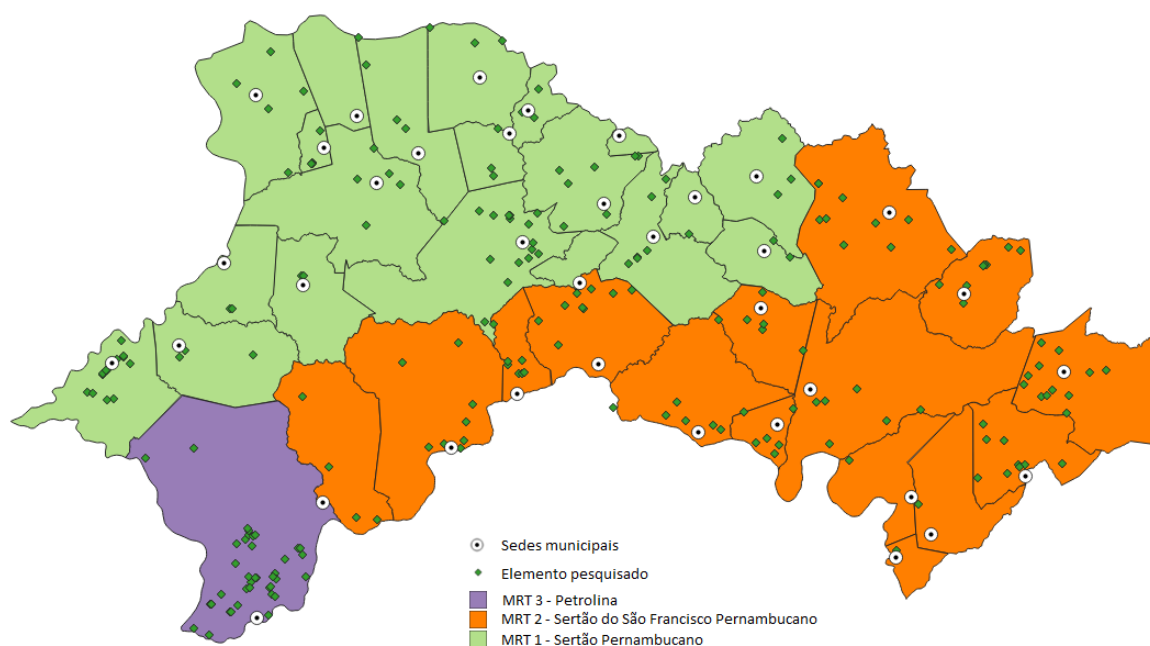 Sedes municipais
Elemento pesquisado
MRT 3 - Petrolina
MRT 2 - Sertão do São Francisco Pernambucano
MRT 1 - Sertão Pernambucano